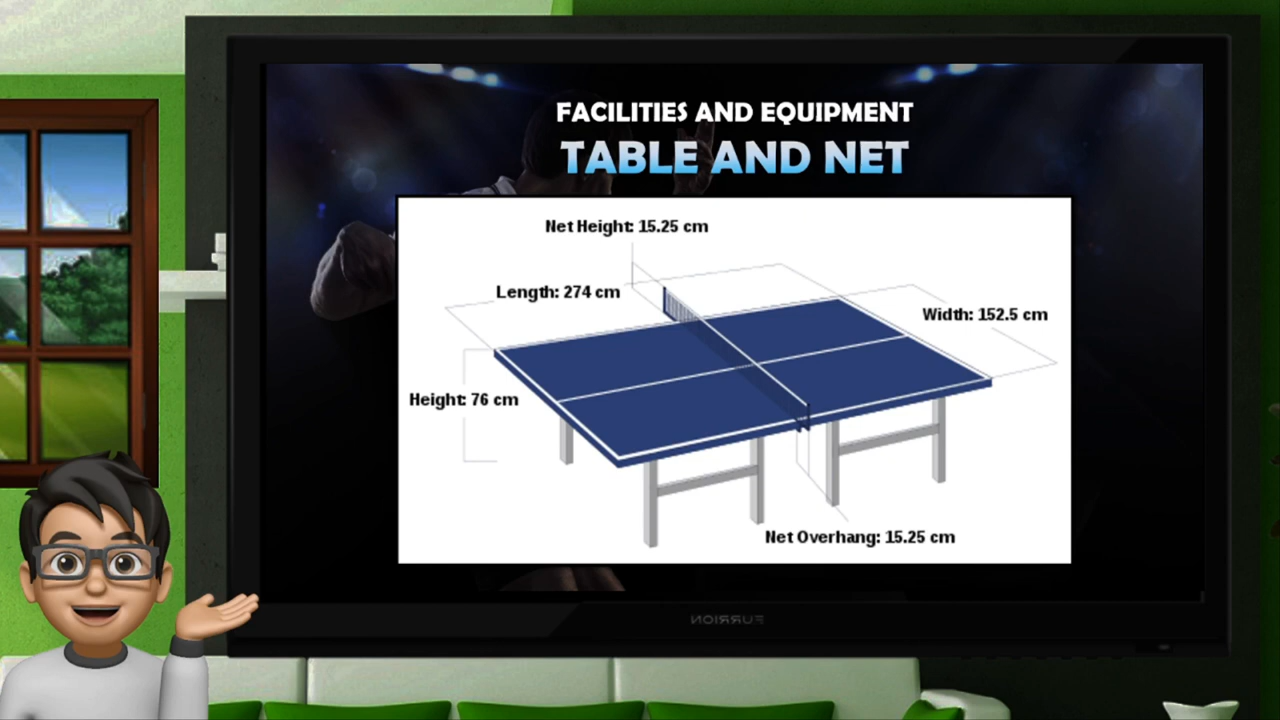 FACILITIES AND EQUIPMENT
TABLE AND NET
Net Height: 15.25 cm
Length: 274 cm
Width: 152.5 cm
Height: 76 cm
Net Overhang: 15.25 cm
FURRION